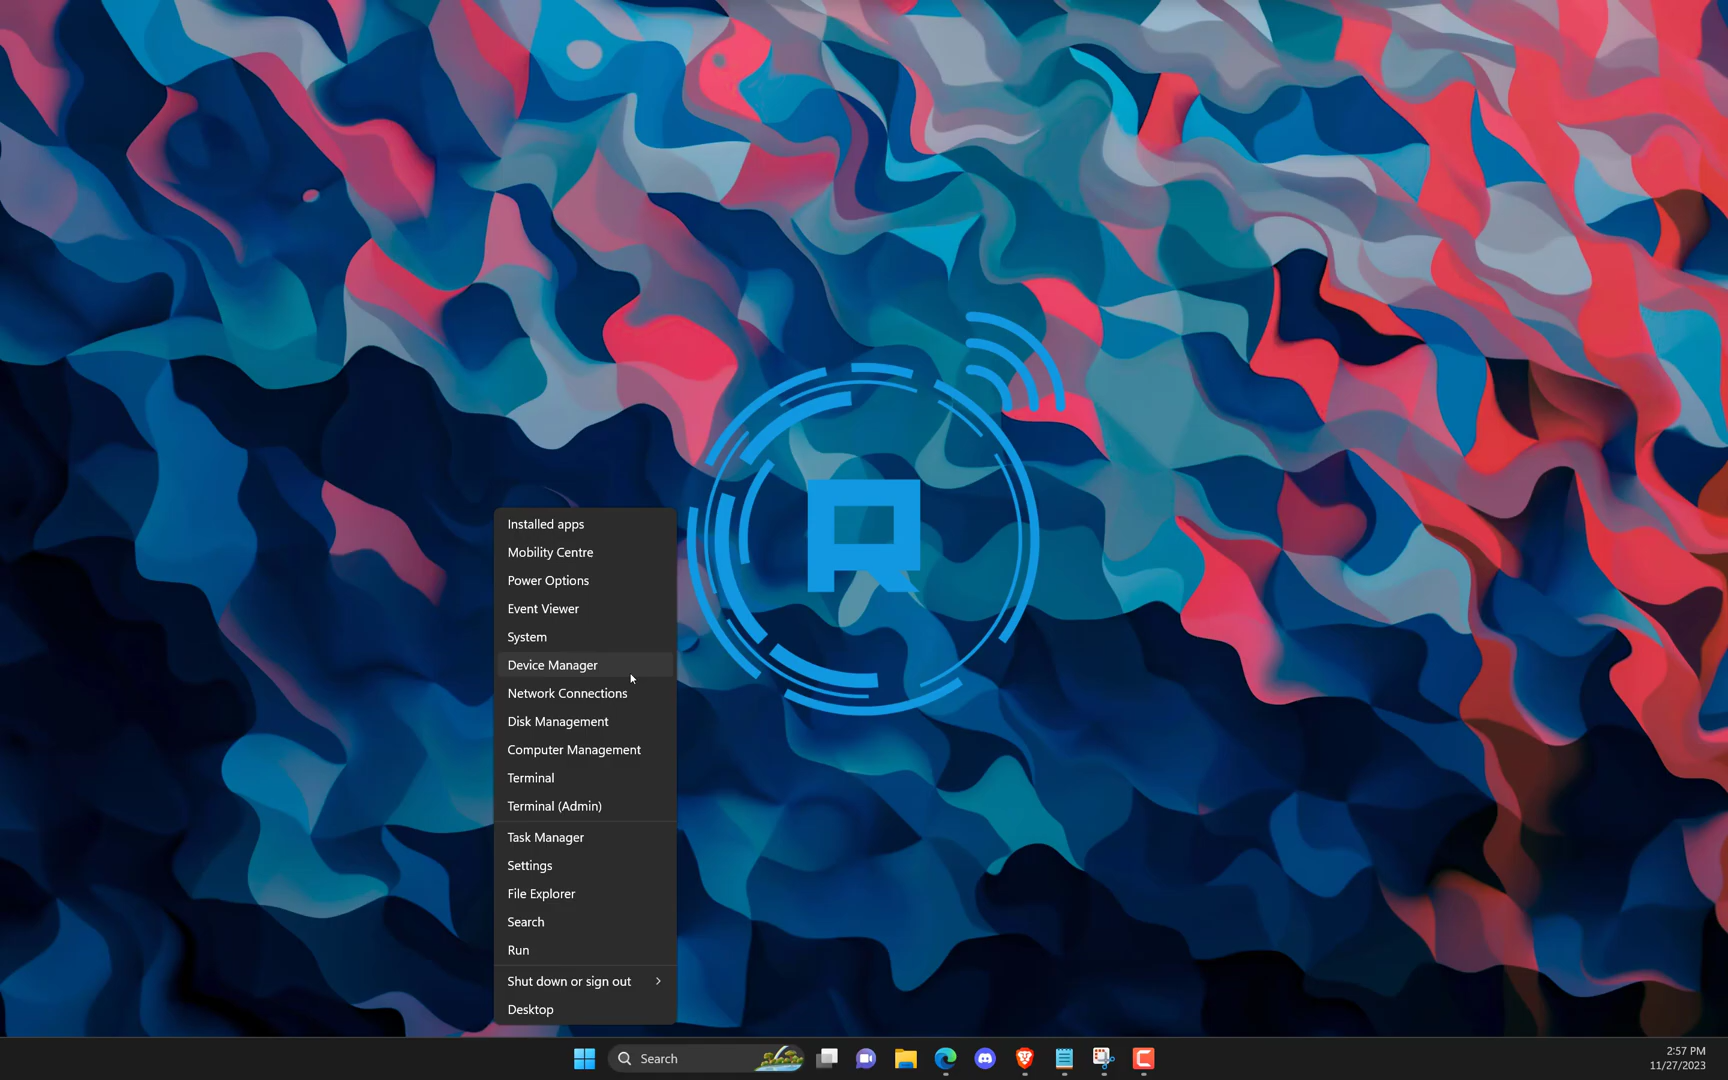 Installed apps
Mobility Centre
Power Options
Event Viewer
System
Device Manager
Network Connections
Disk Management
Computer Management
Terminal
Terminal (Admin)
Task Manager
Settings
File Explorer
Search
Run
Shut down or sign out
Desktop
Search
2:57 PM
11/27/2023